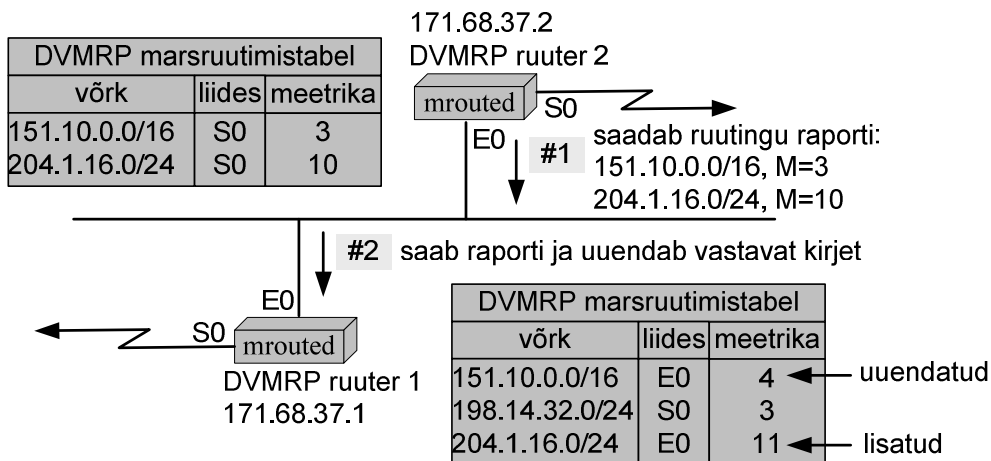 171.68.37.2
DVMRP ruuter 2
DVMRP marsruutimistabel
võrk liides meetrika
151.10.0.0/16 S0 3
204.1.16.0/24 S0 10
mrouted
S0
E0
#1
saadab ruutingu raporti:
151.10.0.0/16, M=3
204.1.16.0/24, M=10
#2 saab raporti ja uuendab vastavat kirjet
E0
S0
mrouted
DVMRP ruuter 1
171.68.37.1
DVMRP marsruutimistabel
võrk liides meetrika
151.10.0.0/16 E0 4 uuendatud
198.14.32.0/24 S0 3
204.1.16.0/24 E0 11 lisatud